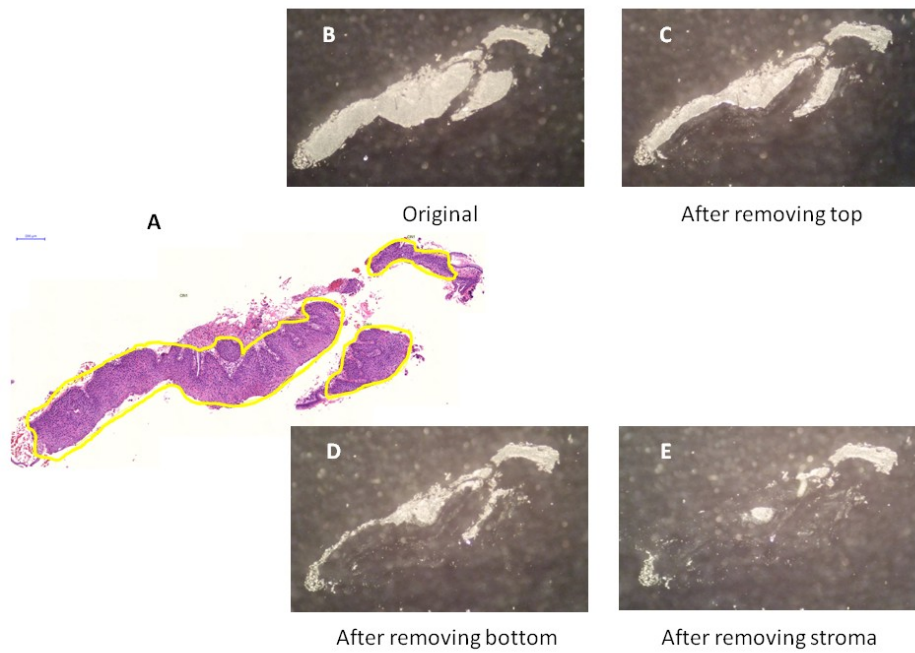 B
C
Original
After removing top
A
D
E
After removing bottom
After removing stroma